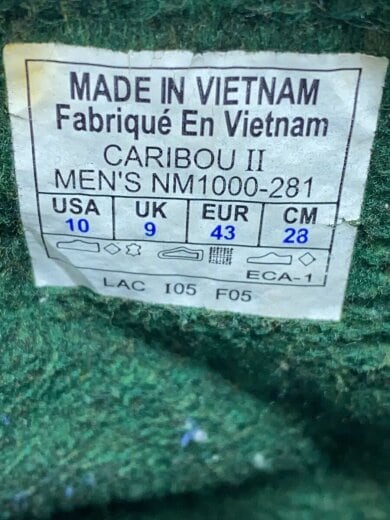 MADE IN VIETNAM
Fabriqué En Vietnam
CARIBOU II
MEN'S NM1000-281
USA UK EUR CM
10 9 43 28
ECA-1
LAC I05 F05